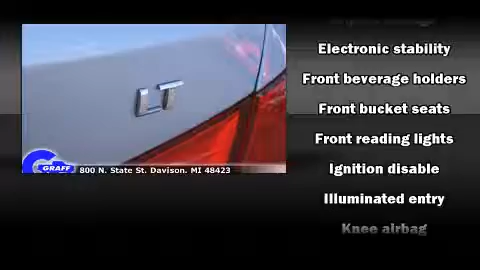 LT
GRAFF
800 N. State St. Davison, MI 48423
Electronic stability
Front beverage holders
Front bucket seats
Front reading lights
Ignition disable
Illuminated entry
Knee airbag